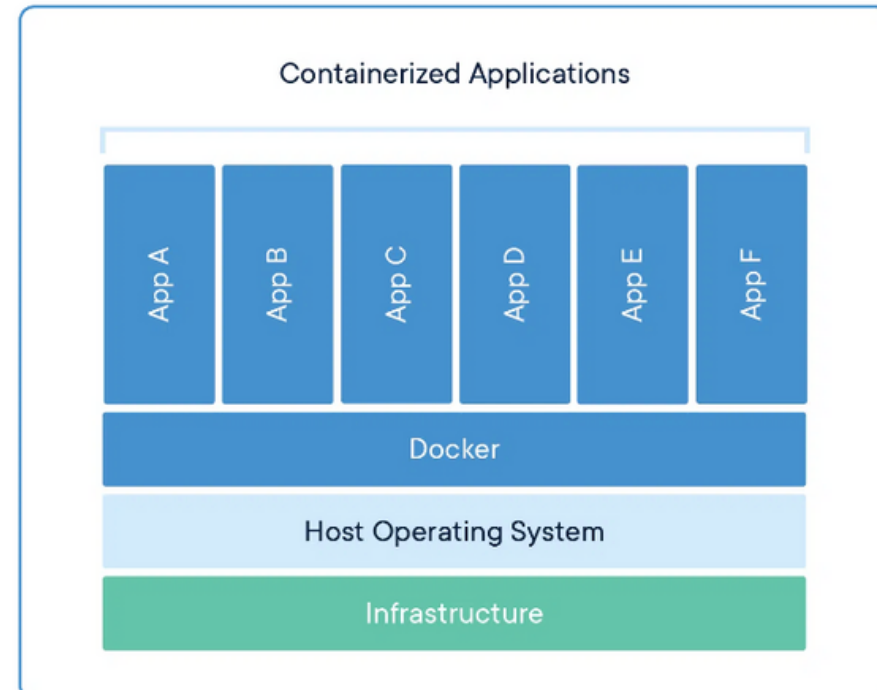 Containerized Applications
App A
App B
App C
App D
App E
App F
Docker
Host Operating System
Infrastructure